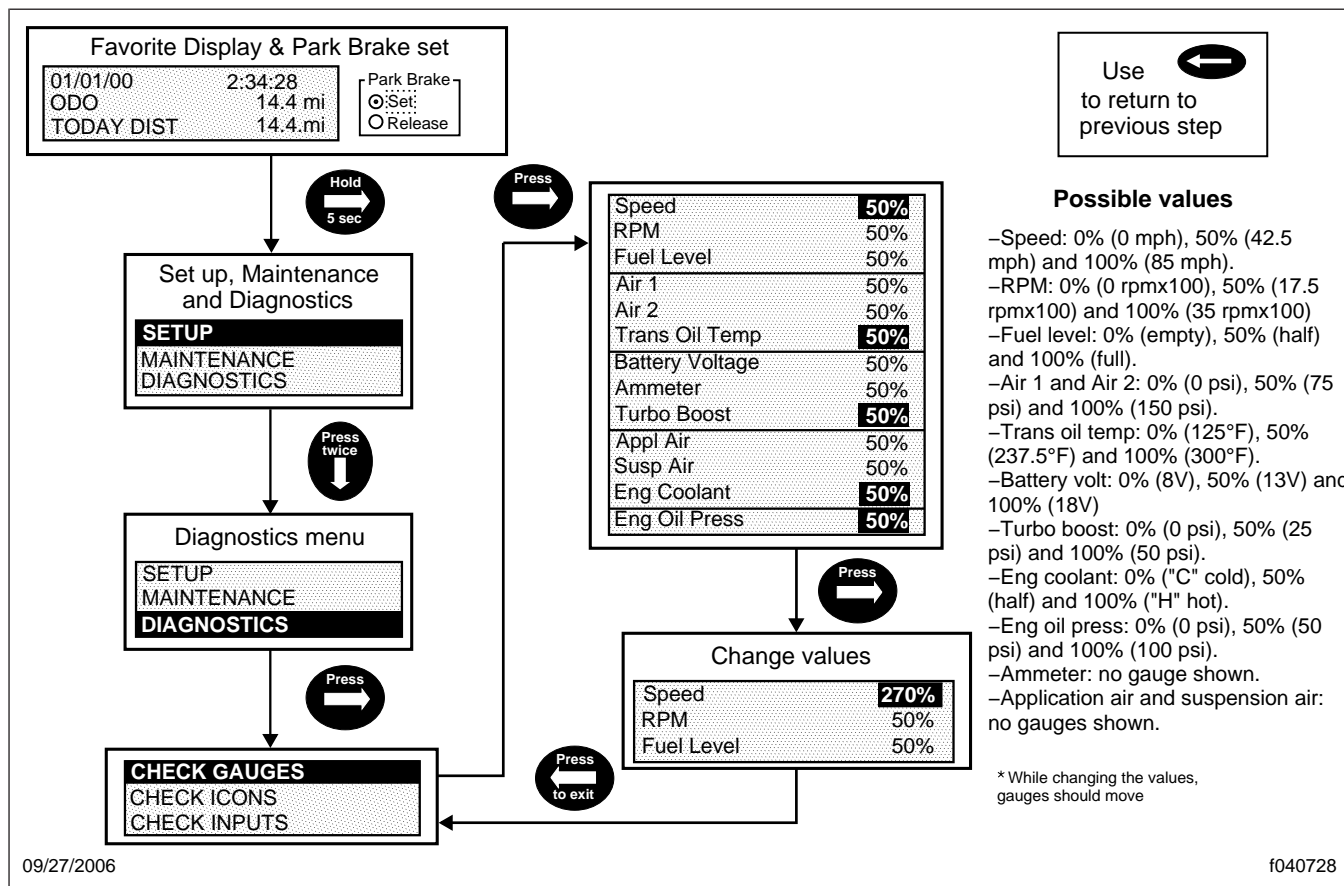 Favorite Display & Park Brake set
01/01/00 2:34:28
ODO 14.4 mi
TODAY DIST 14.4.mi
Park Brake
Set
Release
Hold
5 sec
Set up, Maintenance
and Diagnostics
SETUP
MAINTENANCE
DIAGNOSTICS
Press
twice
Diagnostics menu
SETUP
MAINTENANCE
DIAGNOSTICS
Press
CHECK GAUGES
CHECK ICONS
CHECK INPUTS
Press
Speed 50%
RPM 50%
Fuel Level 50%
Air 1 50%
Air 2 50%
Trans Oil Temp 50%
Battery Voltage 50%
Ammeter 50%
Turbo Boost 50%
Appl Air 50%
Susp Air 50%
Eng Coolant 50%
Eng Oil Press 50%
Press
Change values
Speed 270%
RPM 50%
Fuel Level 50%
Press
to exit
Use
to return to
previous step
Possible values
–Speed: 0% (0 mph), 50% (42.5
mph) and 100% (85 mph).
–RPM: 0% (0 rpmx100), 50% (17.5
rpmx100) and 100% (35 rpmx100)
–Fuel level: 0% (empty), 50% (half)
and 100% (full).
–Air 1 and Air 2: 0% (0 psi), 50% (75
psi) and 100% (150 psi).
–Trans oil temp: 0% (125°F), 50%
(237.5°F) and 100% (300°F).
–Battery volt: 0% (8V), 50% (13V) and
100% (18V)
–Turbo boost: 0% (0 psi), 50% (25
psi) and 100% (50 psi).
–Eng coolant: 0% ("C" cold), 50%
(half) and 100% ("H" hot).
–Eng oil press: 0% (0 psi), 50% (50
psi) and 100% (100 psi).
–Ammeter: no gauge shown.
–Application air and suspension air:
no gauges shown.
* While changing the values,
gauges should move
09/27/2006
f040728